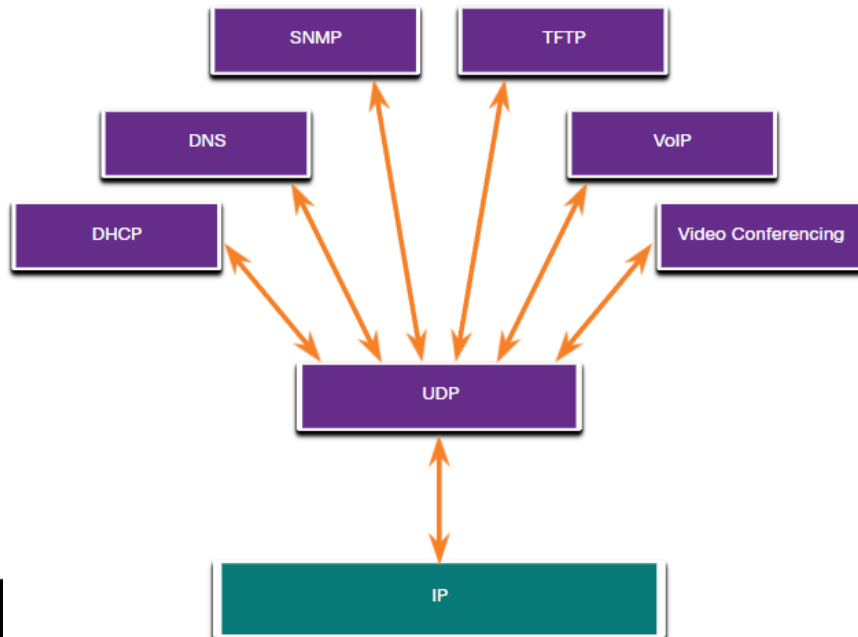 SNMP
TFTP
DNS
VoIP
DHCP
Video Conferencing
UDP
IP